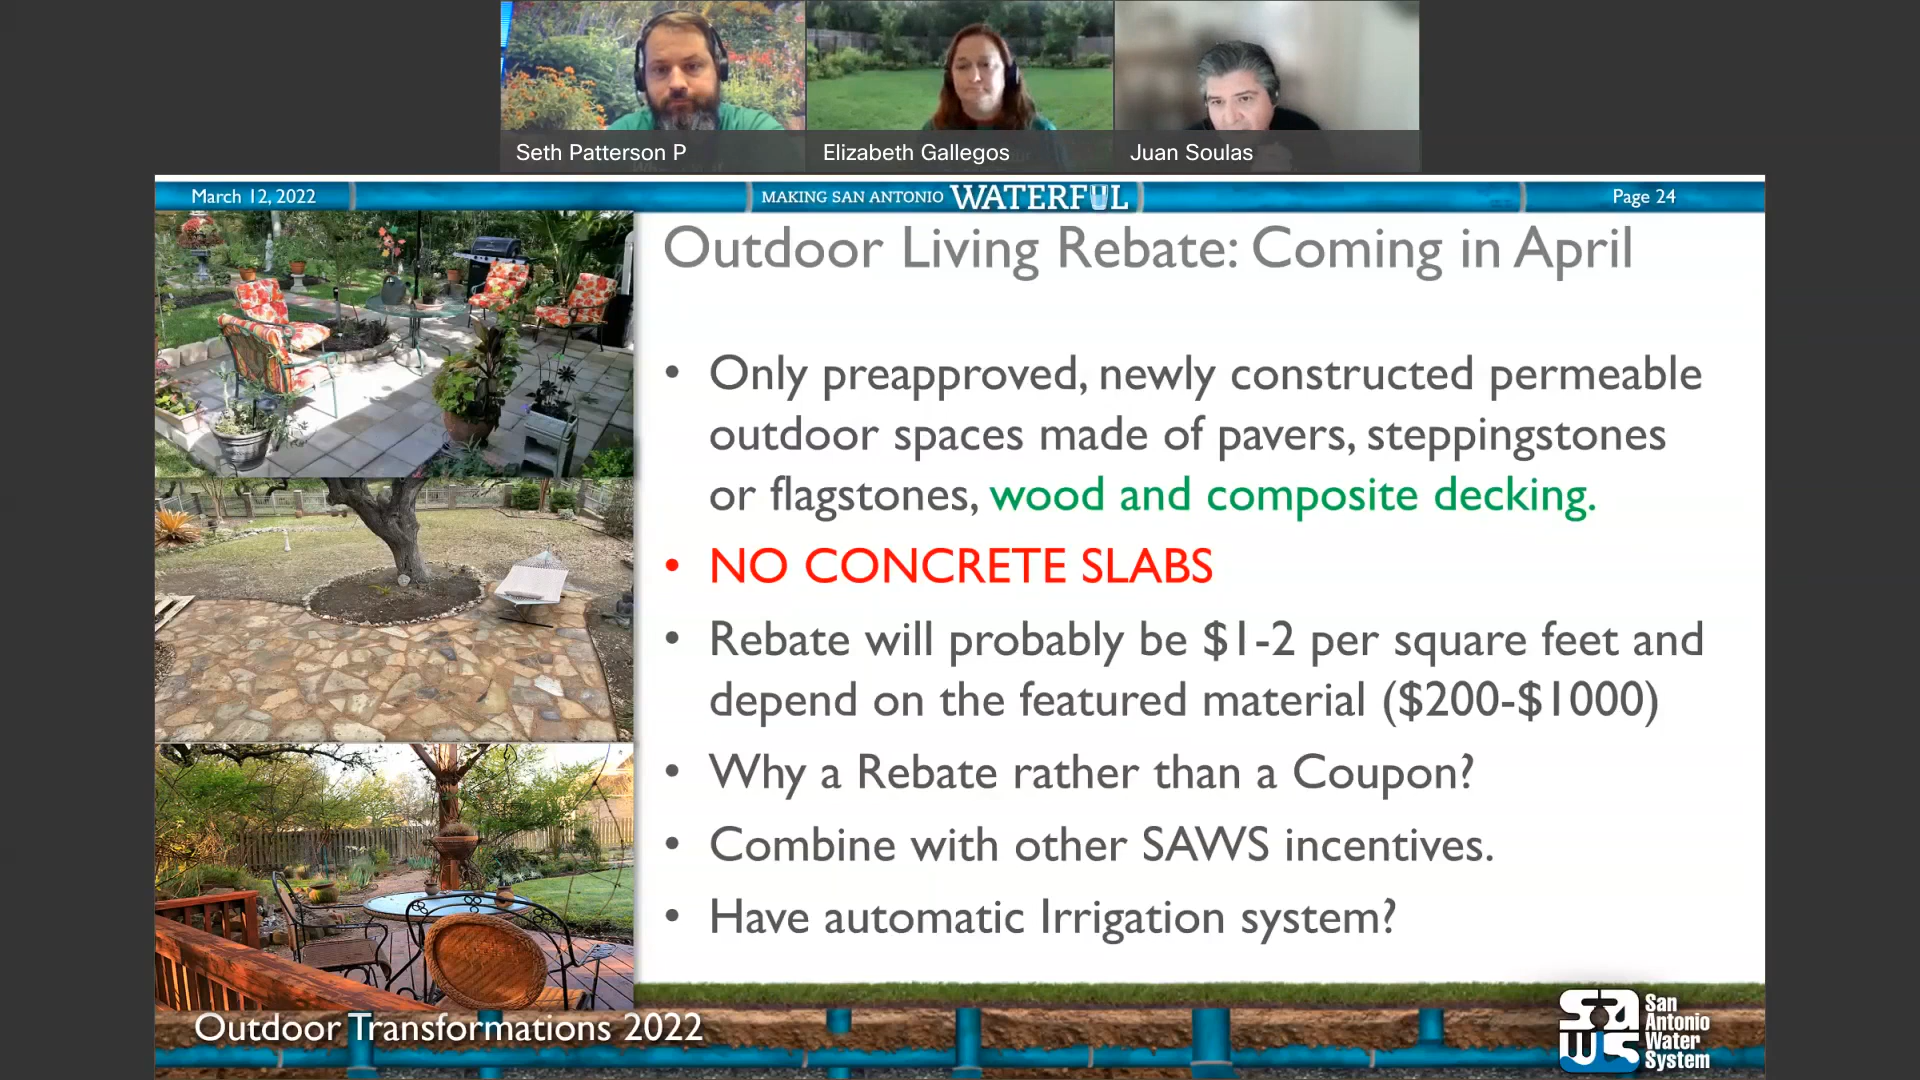 Seth Patterson P
Elizabeth Gallegos
Juan Soulas
March 12, 2022
MAKING SAN ANTONIO WATERFUL
Page 24
Outdoor Living Rebate: Coming in April
• Only preapproved, newly constructed permeable
outdoor spaces made of pavers, steppingstones
or flagstones, wood and composite decking.
• NO CONCRETE SLABS
• Rebate will probably be $1-2 per square feet and
depend on the featured material ($200-$1000)
• Why a Rebate rather than a Coupon?
• Combine with other SAWS incentives.
• Have automatic Irrigation system?
Outdoor Transformations 2022
saws
San
Antonio
Water
System